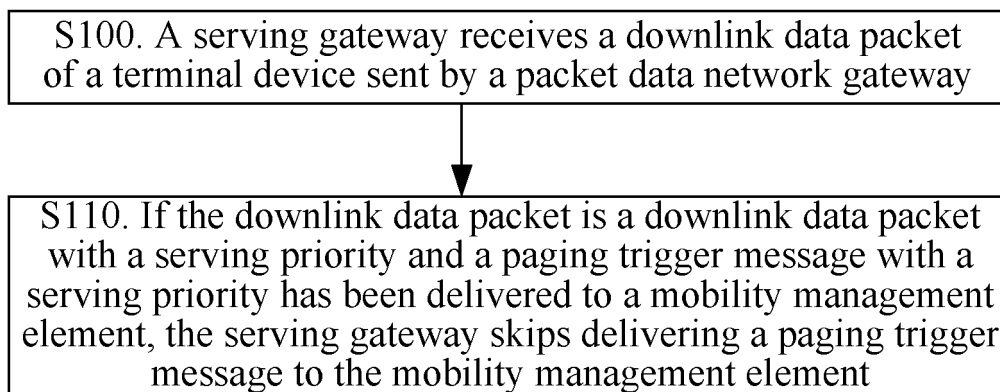 S100. A serving gateway receives a downlink data packet
of a terminal device sent by a packet data network gateway
S110. If the downlink data packet is a downlink data packet
with a serving priority and a paging trigger message with a
serving priority has been delivered to a mobility management
element, the serving gateway skips delivering a paging trigger
message to the mobility management element